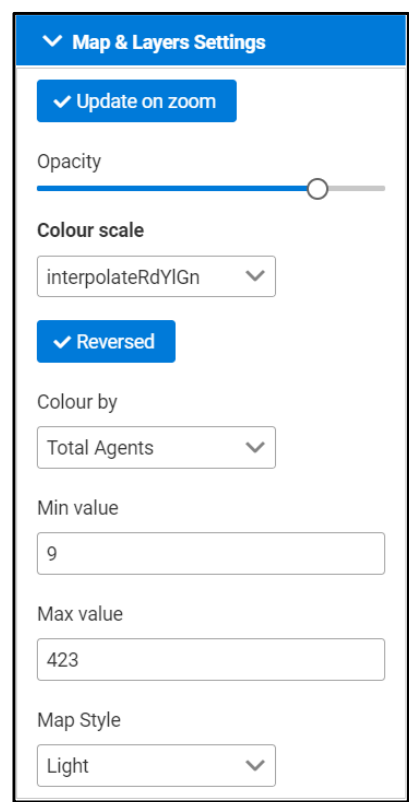 Map & Layers Settings
Update on zoom
Opacity
Colour scale
interpolateRdYlGn
Reversed
Colour by
Total Agents
Min value
9
Max value
423
Map Style
Light